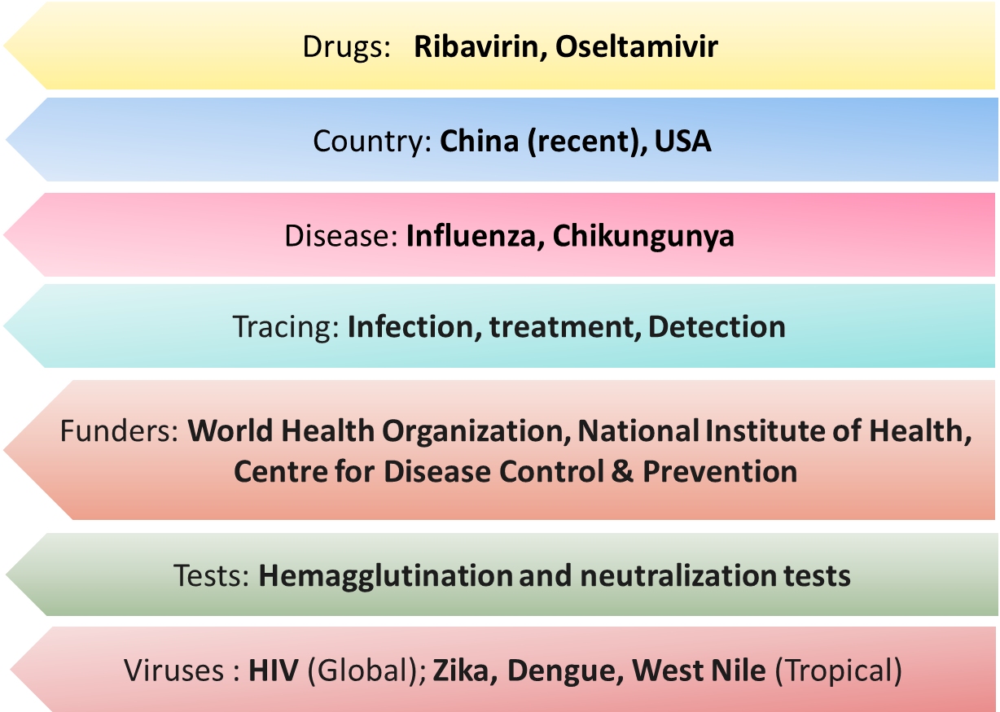 Drugs: Ribavirin, Oseltamivir
Country: China (recent), USA
Disease: Influenza, Chikungunya
Tracing: Infection, treatment, Detection
Funders: World Health Organization, National Institute of Health,
Centre for Disease Control & Prevention
Tests: Hemagglutination and neutralization tests
Viruses : HIV (Global); Zika, Dengue, West Nile (Tropical)